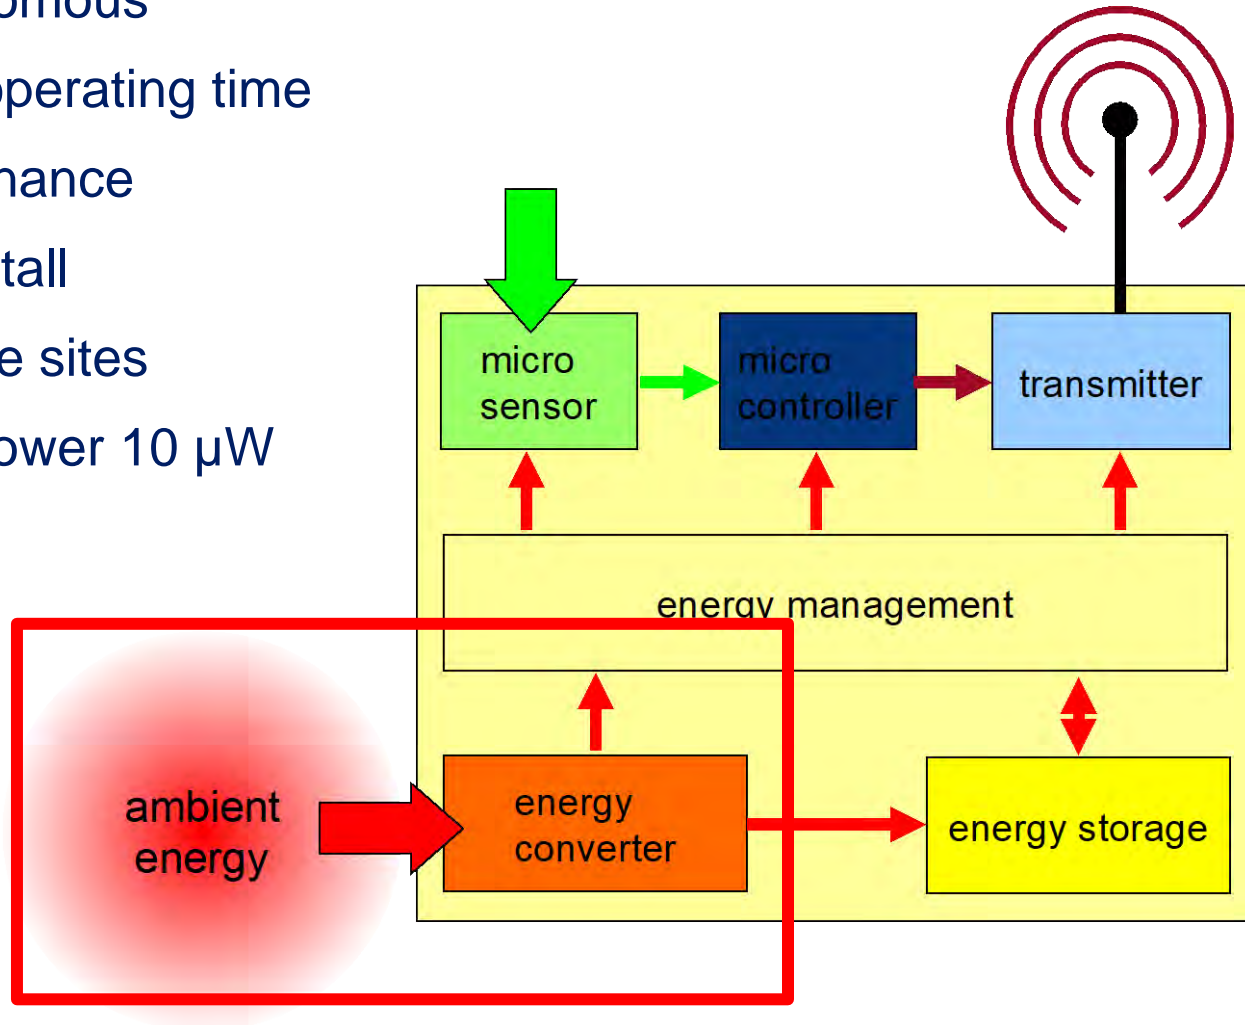 omous
operating time
nance
tall
e sites
ower 10 µW
micro
sensor
micro
controller
transmitter
energy management
ambient
energy
energy
converter
energy storage